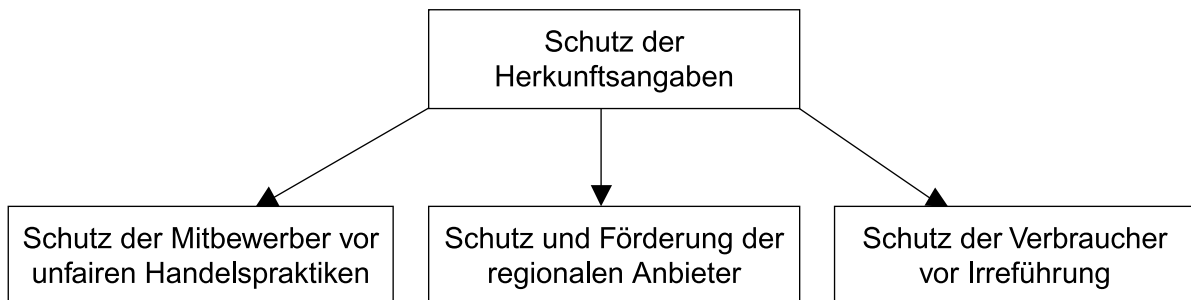 Schutz der
Herkunftsangaben
Schutz der Mitbewerber vor
unfairen Handelspraktiken
Schutz und Förderung der
regionalen Anbieter
Schutz der Verbraucher
vor Irreführung